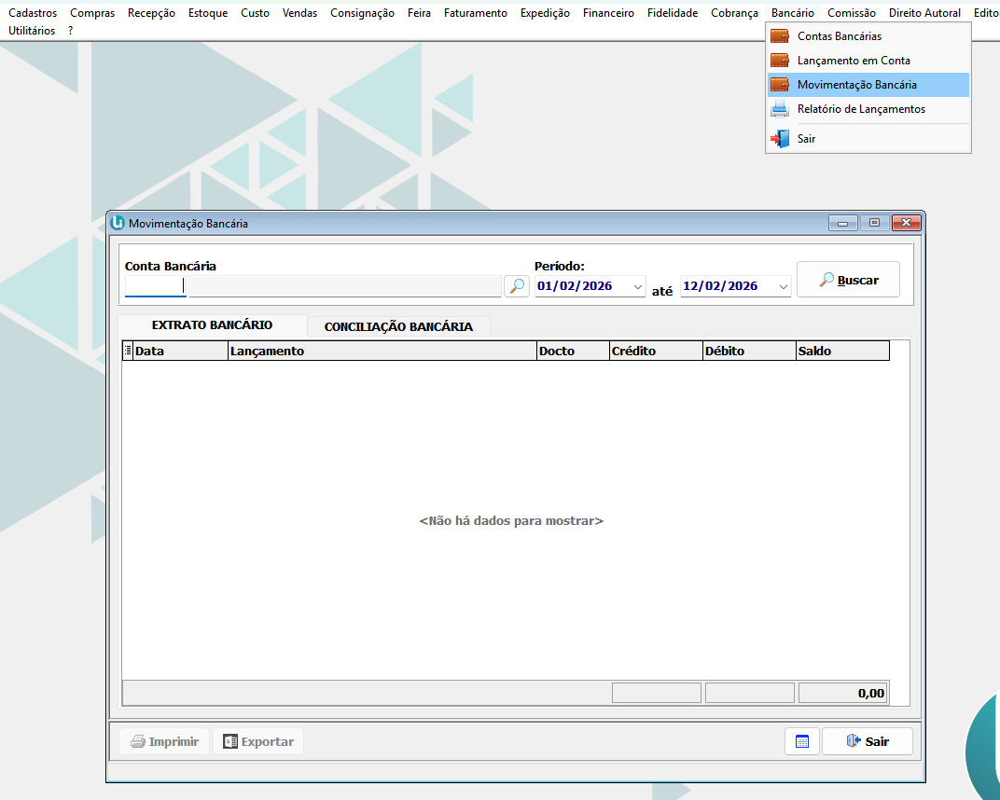 Cadastros Compras Recepção Estoque Custo Vendas Consignação Feira Faturamento Expedição Financeiro Fidelidade Cobrança Bancário Comissão Direito Autoral Edito
Utilitários ?
Contas Bancárias
Lançamento em Conta
Movimentação Bancária
Relatório de Lançamentos
Sair
Movimentação Bancária
Conta Bancária Período:
01/02/2026 até 12/02/2026 Buscar
EXTRATO BANCÁRIO CONCILIAÇÃO BANCÁRIA
Data Lançamento Docto Crédito Débito Saldo
<Não há dados para mostrar>
0,00
Imprimir Exportar Sair